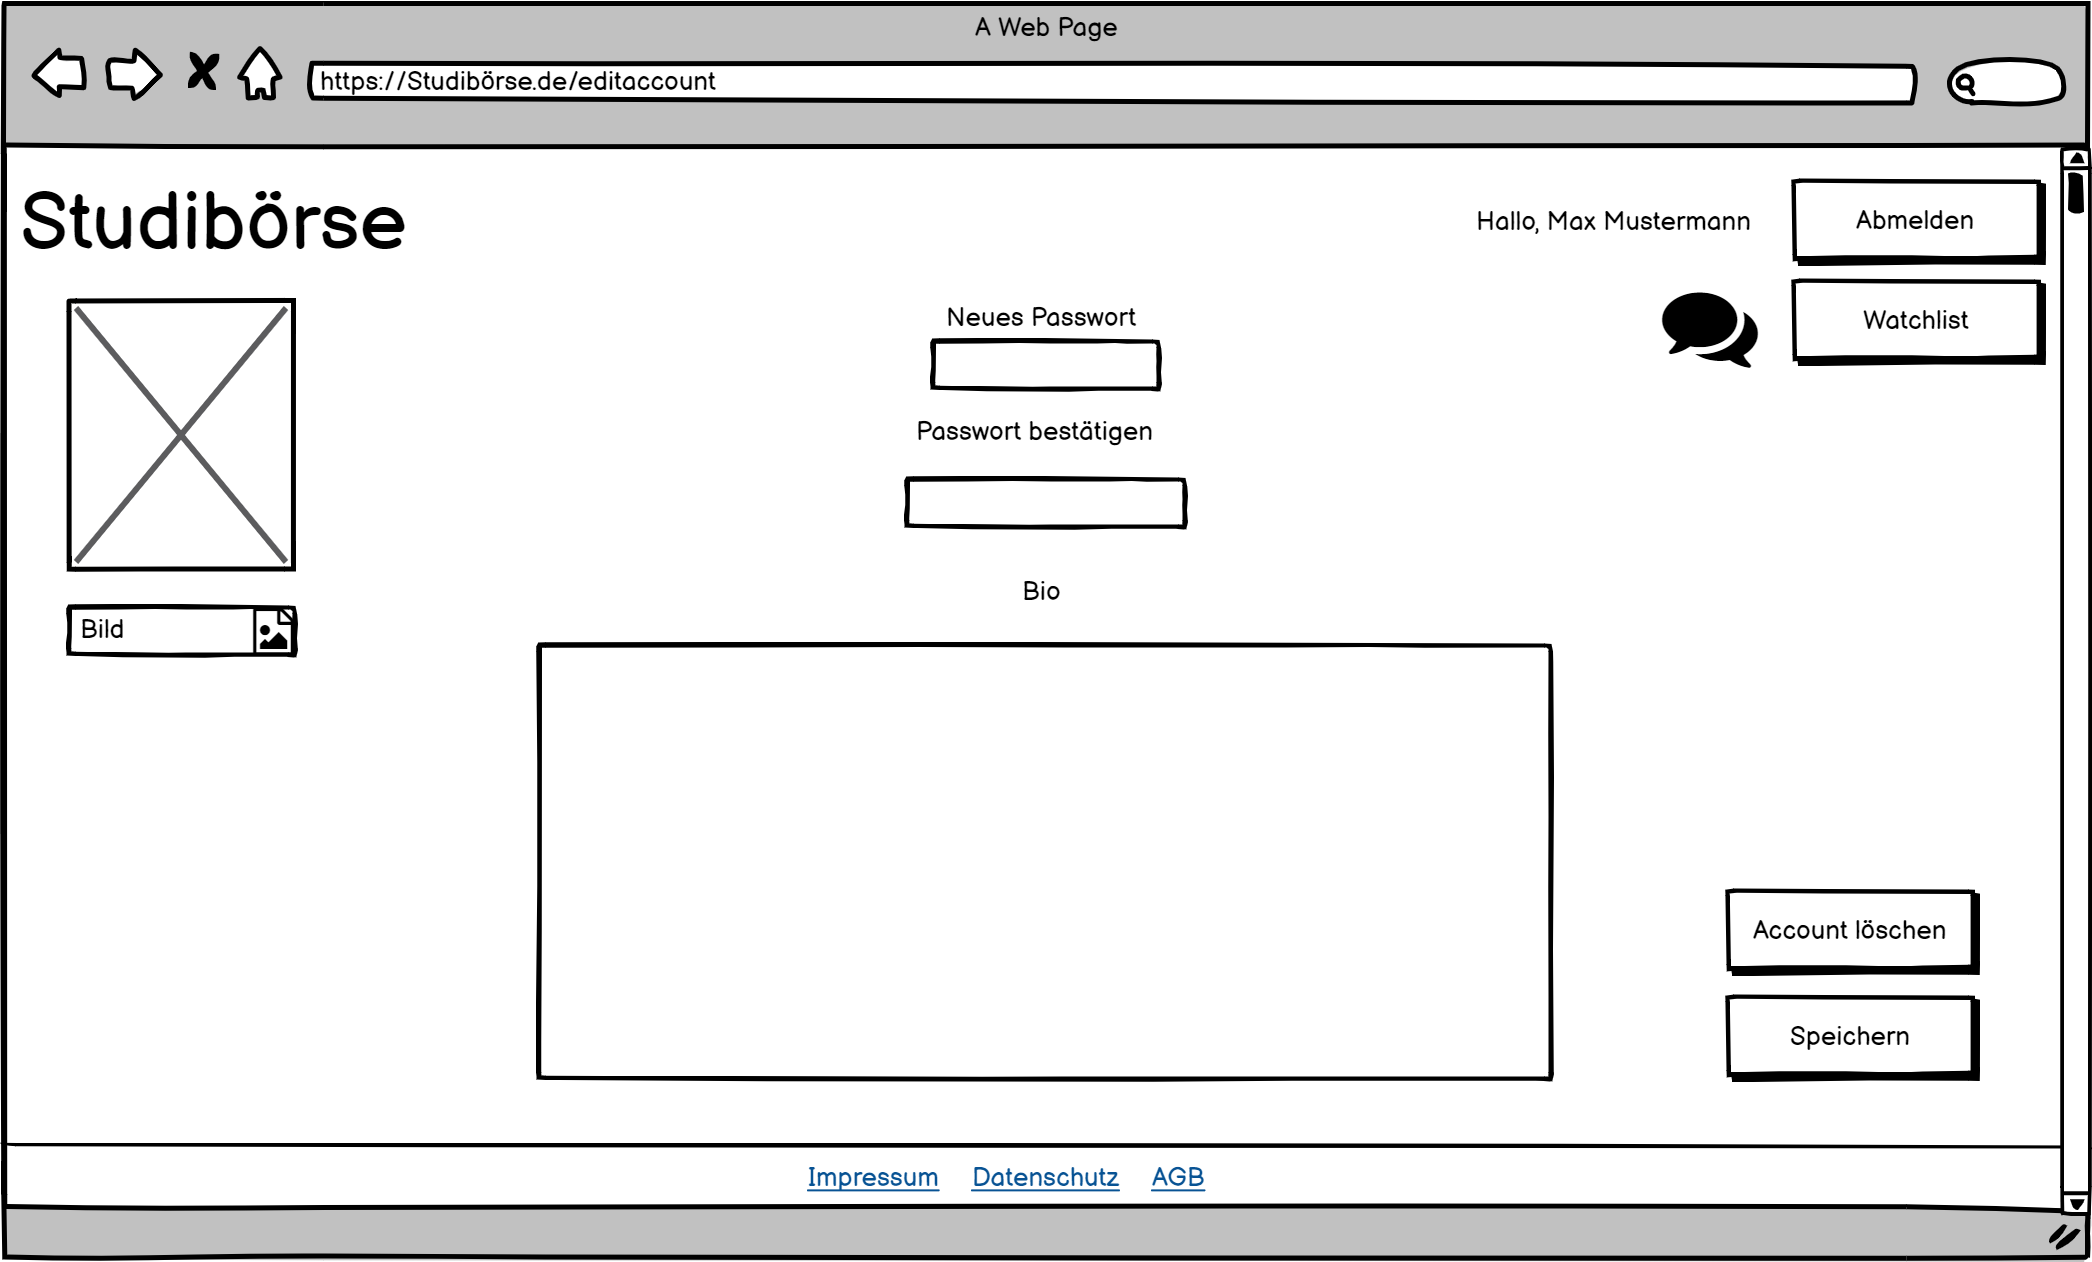 A Web Page
https://Studibörse.de/editaccount
Studibörse
Hallo, Max Mustermann
Abmelden
Watchlist
Neues Passwort
Passwort bestätigen
Bio
Bild
Account löschen
Speichern
Impressum Datenschutz AGB